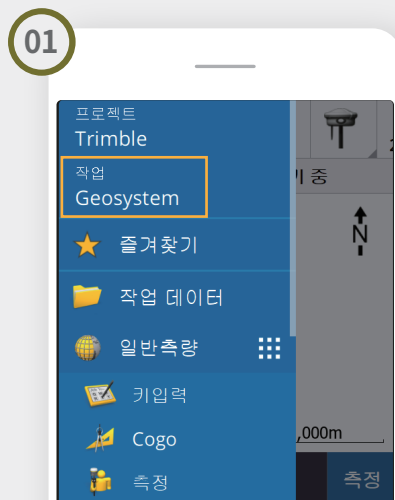 01
프로젝트
Trimble
작업
Geosystem
즐겨찾기
작업 데이터
일반측량
키입력
Cogo
측정
중
N
,000m
측정